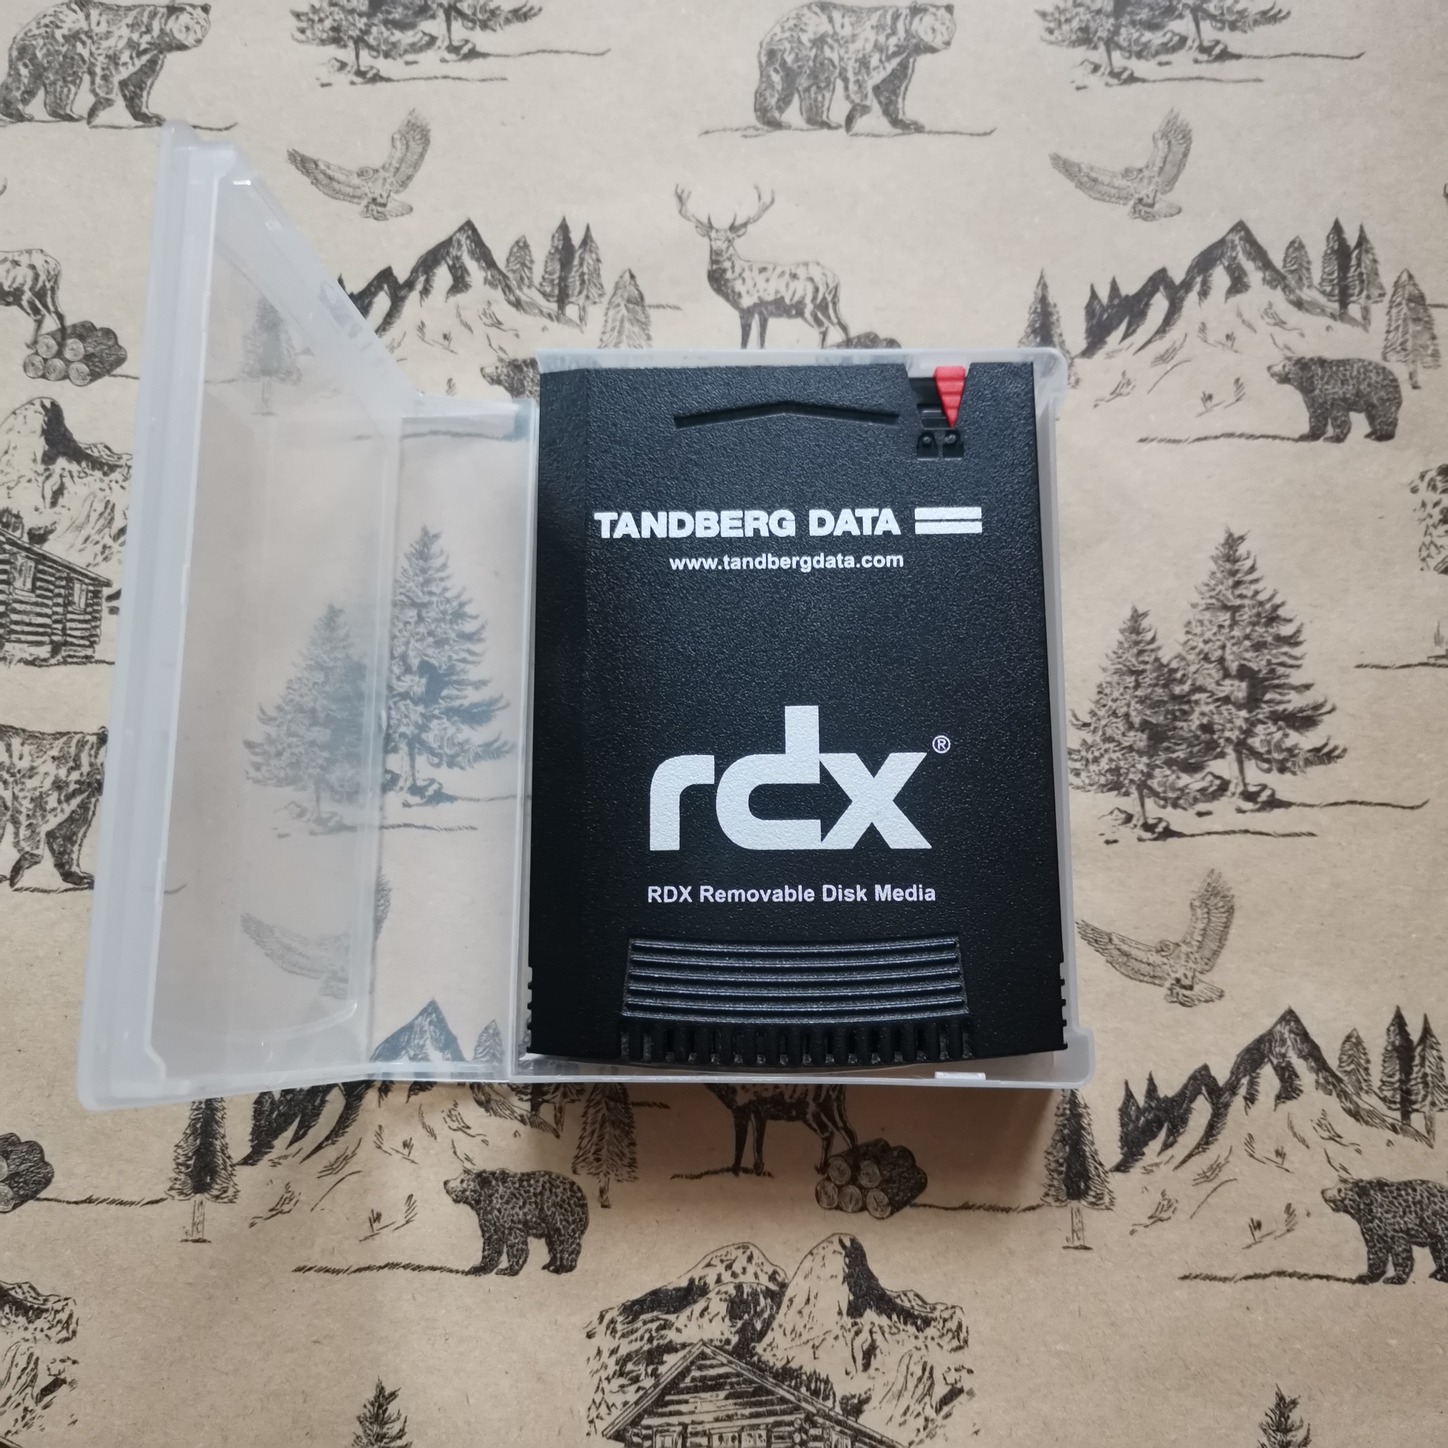 TANDBERG DATA
www.tandbergdata.com
rdx®
RDX Removable Disk Media